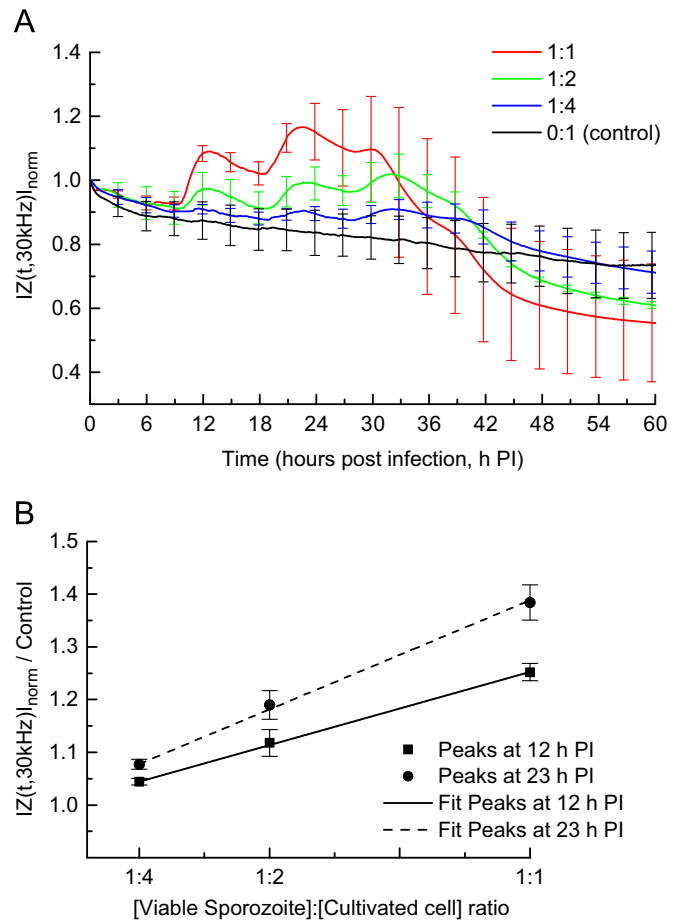 A
1:1
1:2
1:4
0:1 (control)
1.4
1.2
1.0
0.8
0.6
0.4
IZ(t,30kHz)I norm
0 6 12 18 24 30 36 42 48 54 60
Time (hours post infection, h PI)
B
1.5
1.4
1.3
1.2
1.1
1.0
IZ(t,30kHz)I norm / Control
Peaks at 12 h PI
Peaks at 23 h PI
Fit Peaks at 12 h PI
Fit Peaks at 23 h PI
1:4 1:2 1:1
[Viable Sporozoite]:[Cultivated cell] ratio